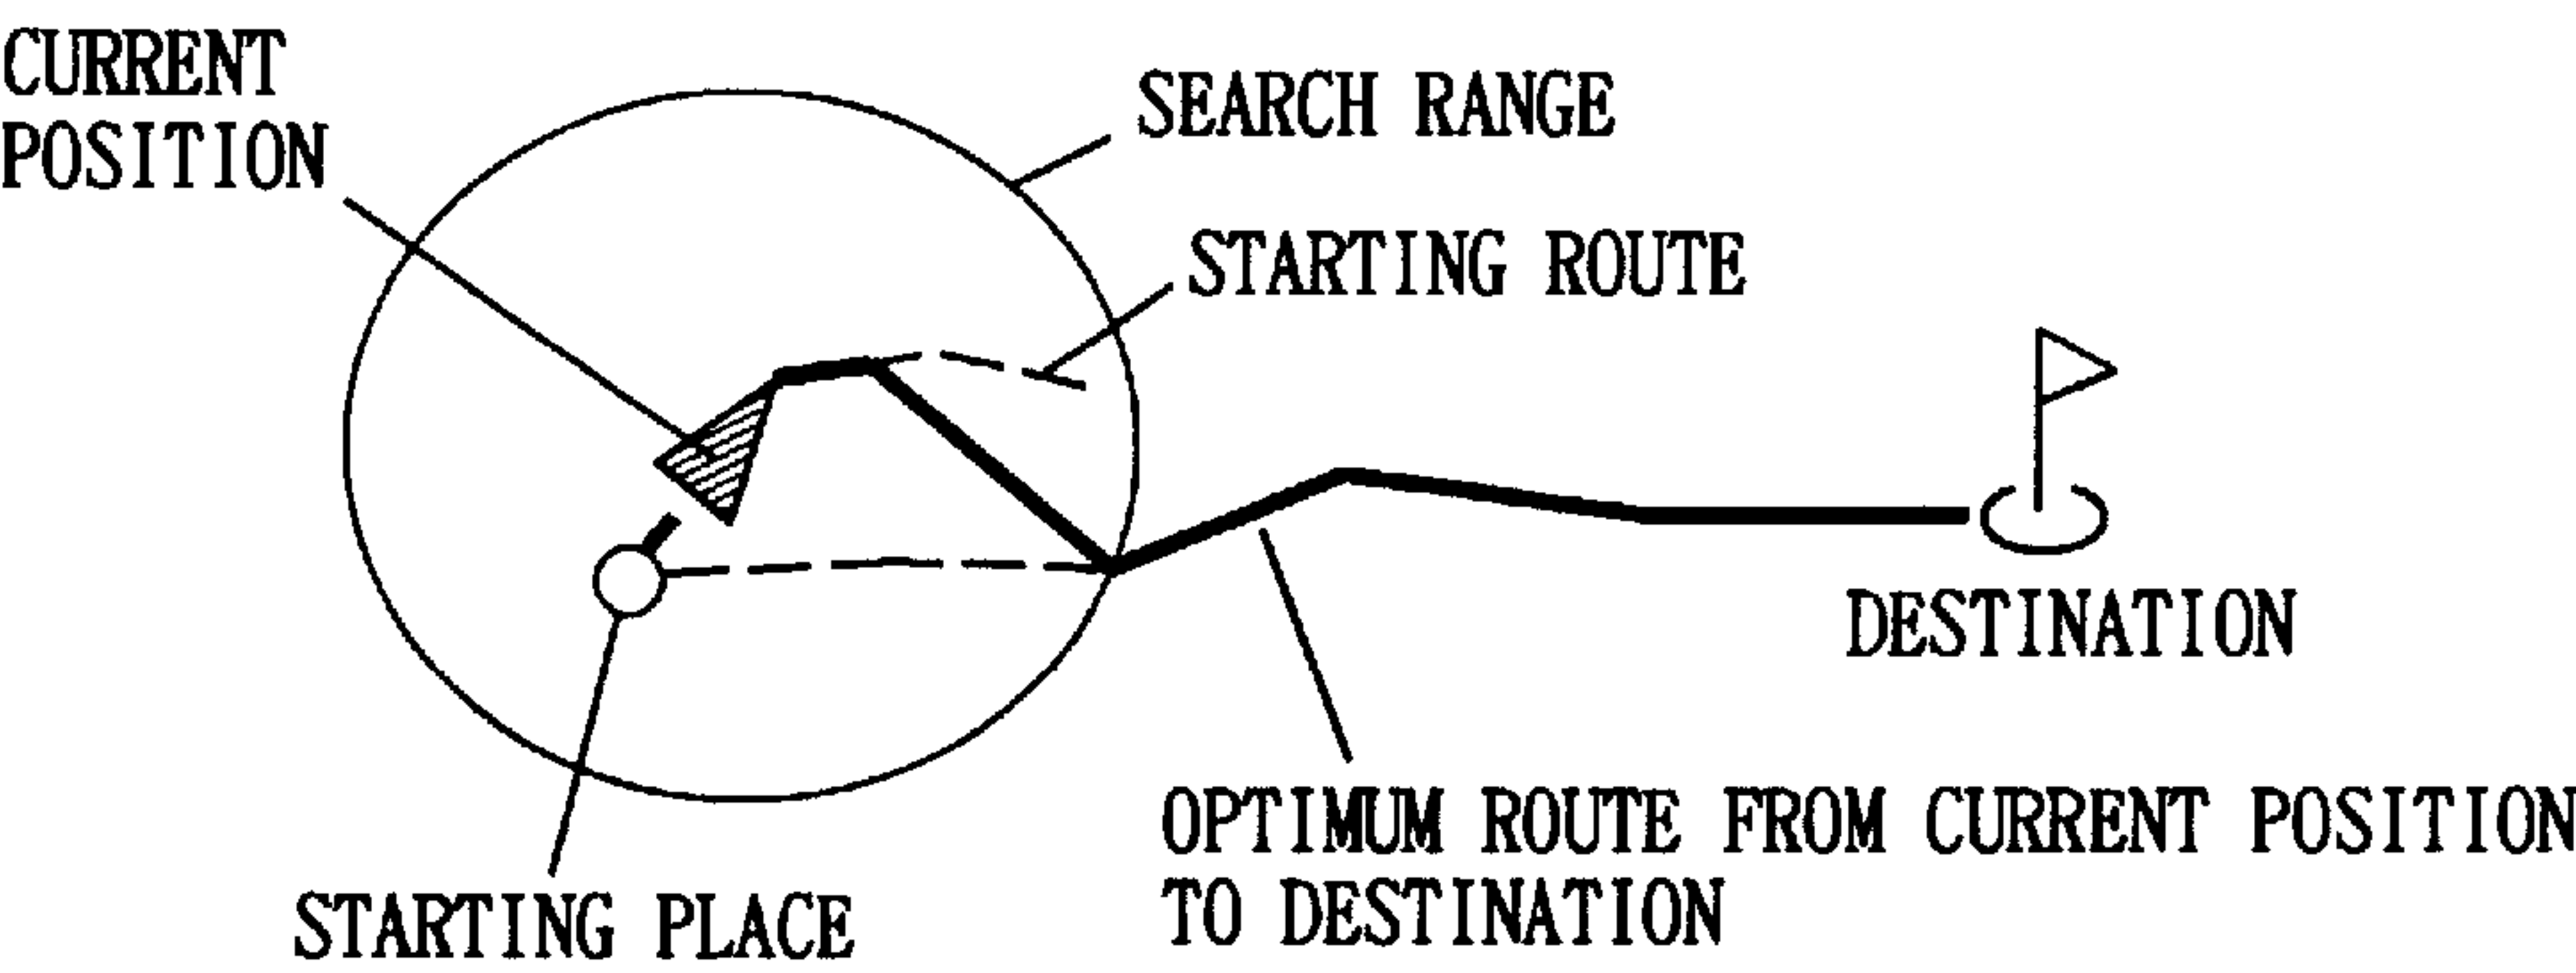 CURRENT
POSITION
SEARCH RANGE
STARTING ROUTE
DESTINATION
OPTIMUM ROUTE FROM CURRENT POSITION
TO DESTINATION
STARTING PLACE